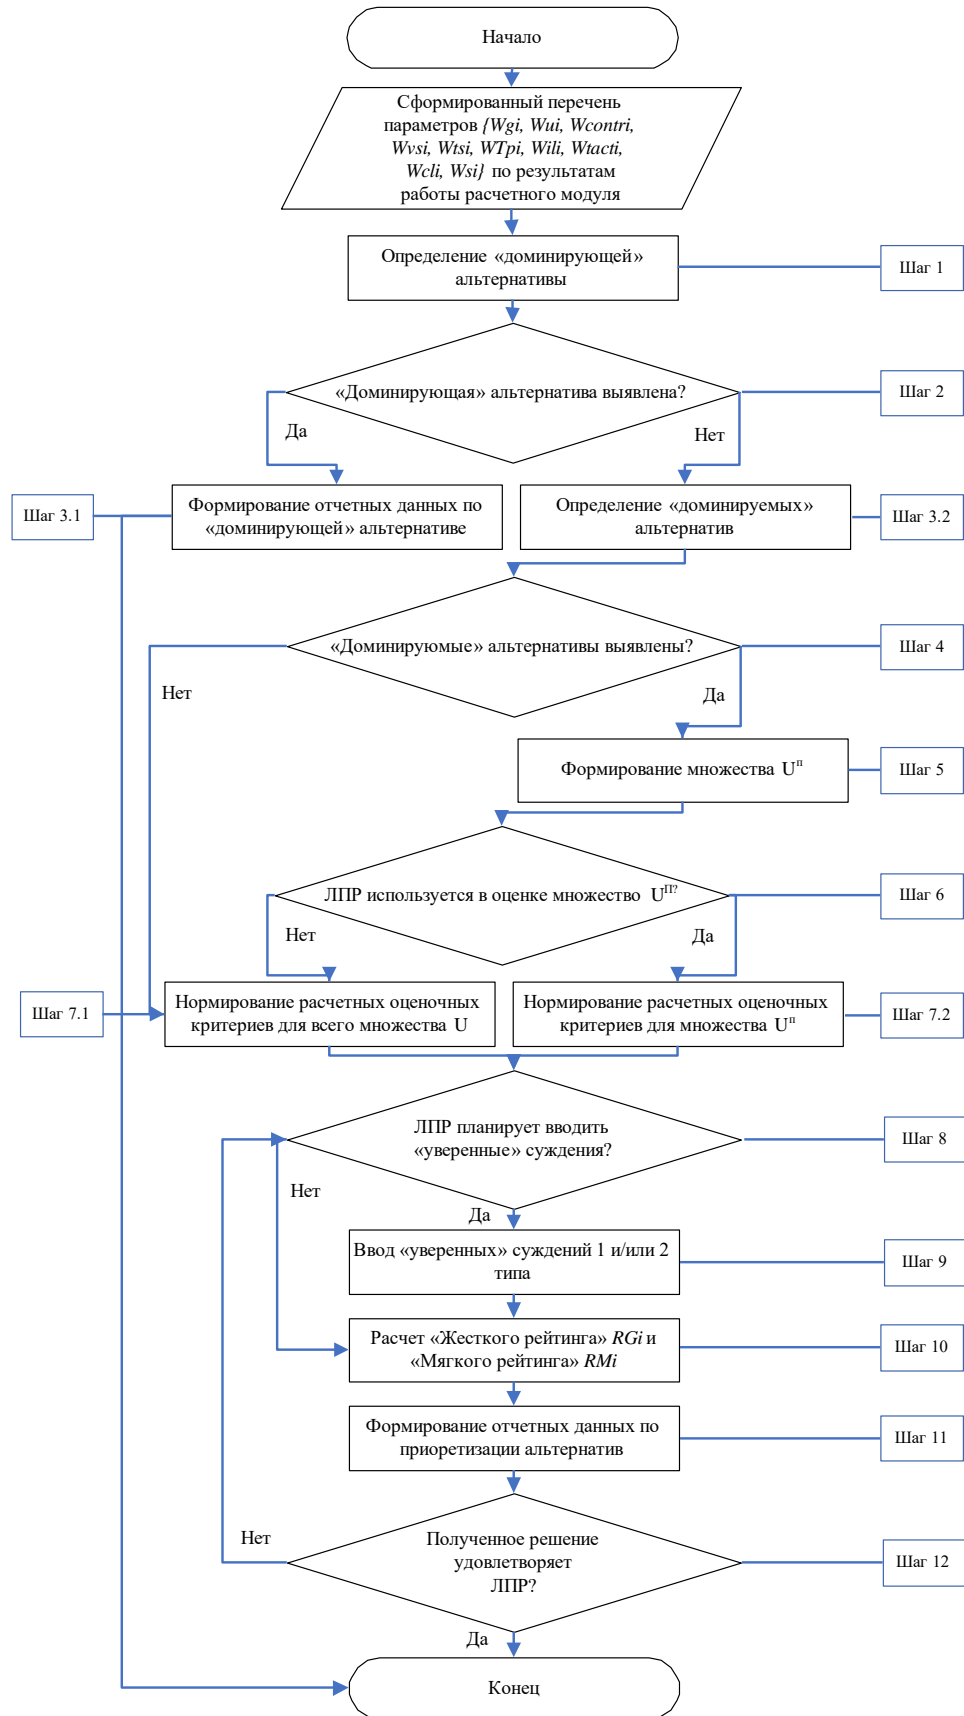 Начало
Сформированный перечень
параметров {Wgi, Wui, Wcontri,
Wvsi, Wtsi, WTpi, Wili, Wtacti,
Wcli, Wsi} по результатам
работы расчетного модуля
Определение «доминирующей»
альтернативы
Шаг 1
«Доминирующая» альтернатива выявлена?
Шаг 2
Да
Нет
Шаг 3.1
Формирование отчетных данных по
«доминирующей» альтернативе
Определение «доминируемых»
альтернатив
Шаг 3.2
«Доминируюмые» альтернативы выявлены?
Шаг 4
Нет
Да
Формирование множества Uᴨ
Шаг 5
ЛПР используется в оценке множество Uᴨ?
Шаг 6
Нет
Да
Шаг 7.1
Нормирование расчетных оценочных
критериев для всего множества U
Нормирование расчетных оценочных
критериев для множества Uᴨ
Шаг 7.2
ЛПР планирует вводить
«уверенные» суждения?
Шаг 8
Нет
Да
Ввод «уверенных» суждений 1 и/или 2
типа
Шаг 9
Расчет «Жесткого рейтинга» RGi и
«Мягкого рейтинга» RMi
Шаг 10
Формирование отчетных данных по
приоретизации альтернатив
Шаг 11
Нет
Полученное решение
удовлетворяет
ЛПР?
Шаг 12
Да
Конец